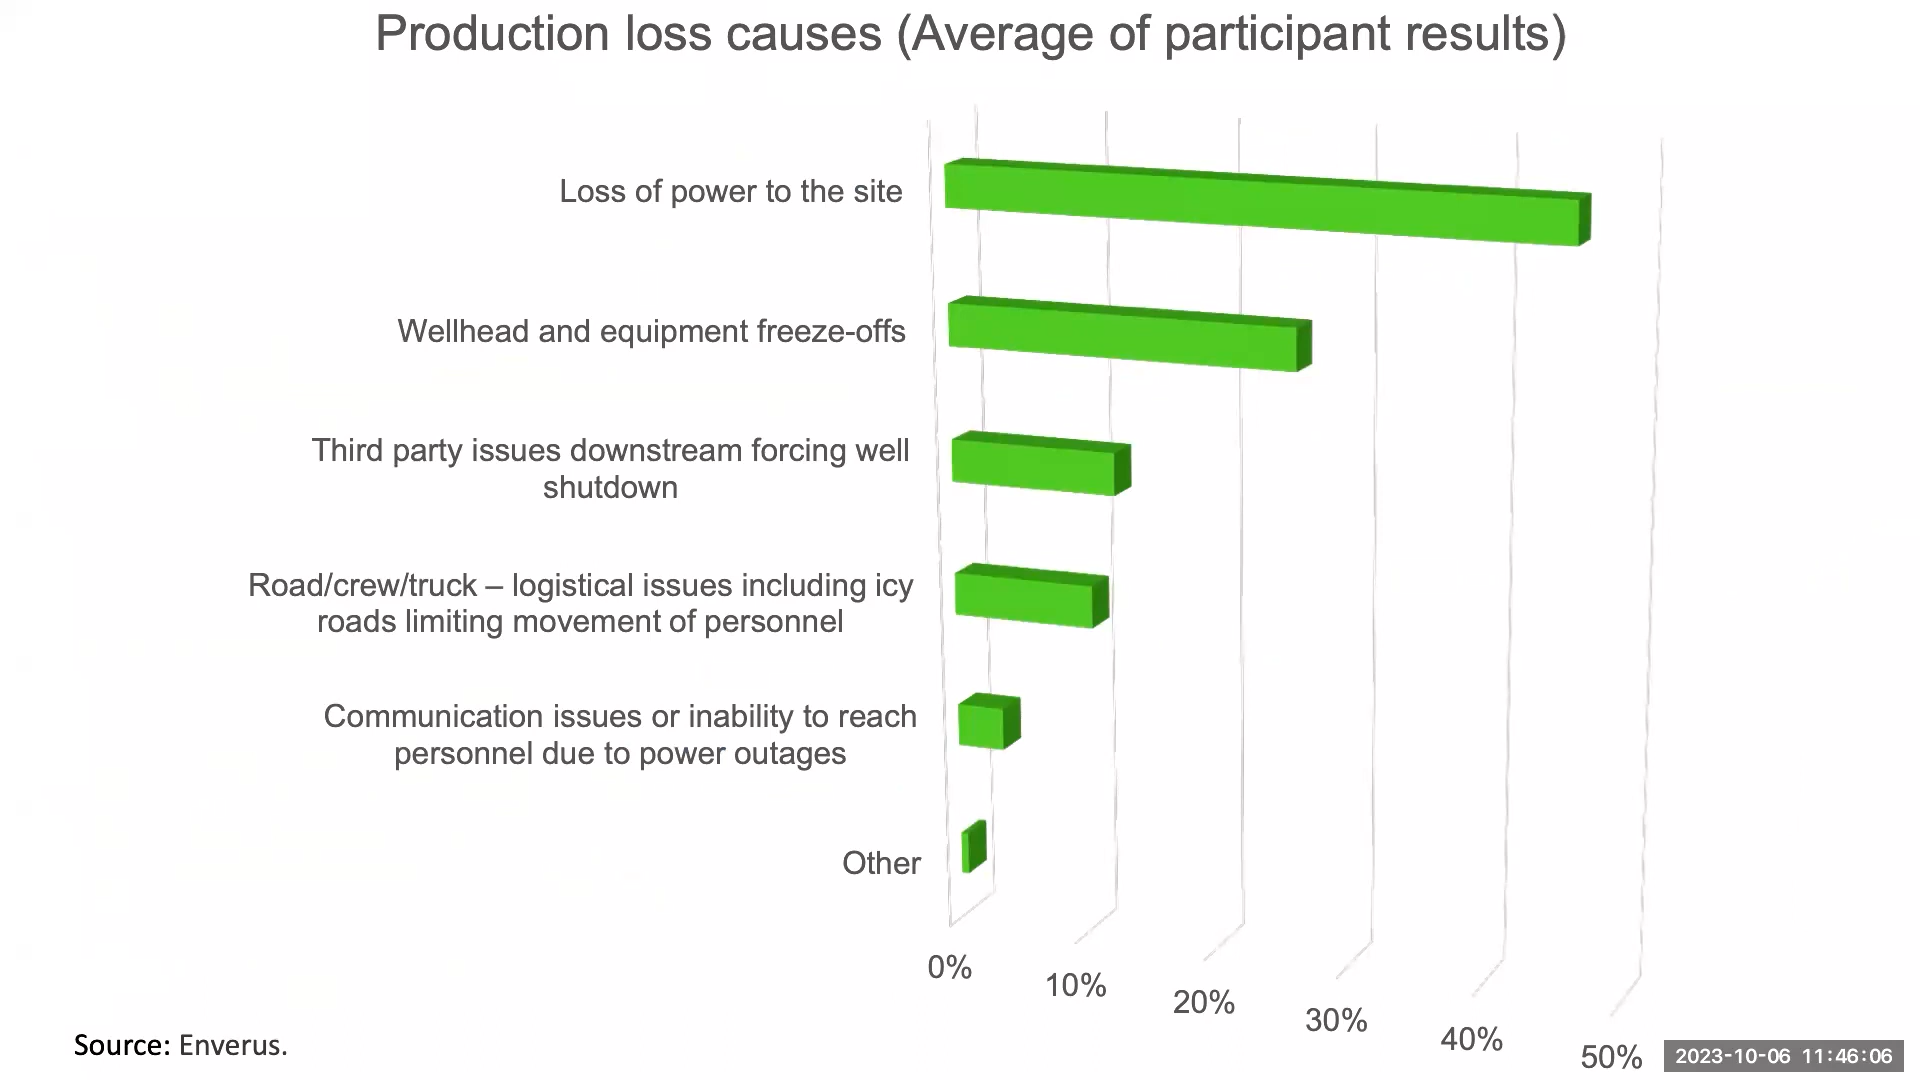 Production loss causes (Average of participant results)
Loss of power to the site
Wellhead and equipment freeze-offs
Third party issues downstream forcing well
shutdown
Road/crew/truck – logistical issues including icy
roads limiting movement of personnel
Communication issues or inability to reach
personnel due to power outages
Other
0%
10%
20%
30%
40%
50%
Source: Enverus.
2023-10-06 11:46:06